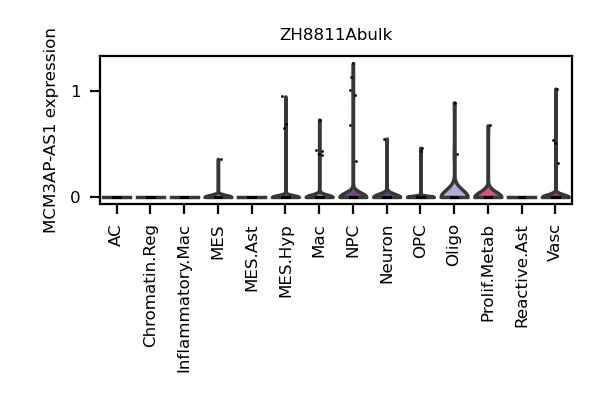 ZH8811Abulk
MCM3AP-AS1 expression
1
0
AC
Chromatin.Reg
Inflammatory.Mac
MES
MES.Ast
MES.Hyp
Mac
NPC
Neuron
OPC
Oligo
Prolif.Metab
Reactive.Ast
Vasc